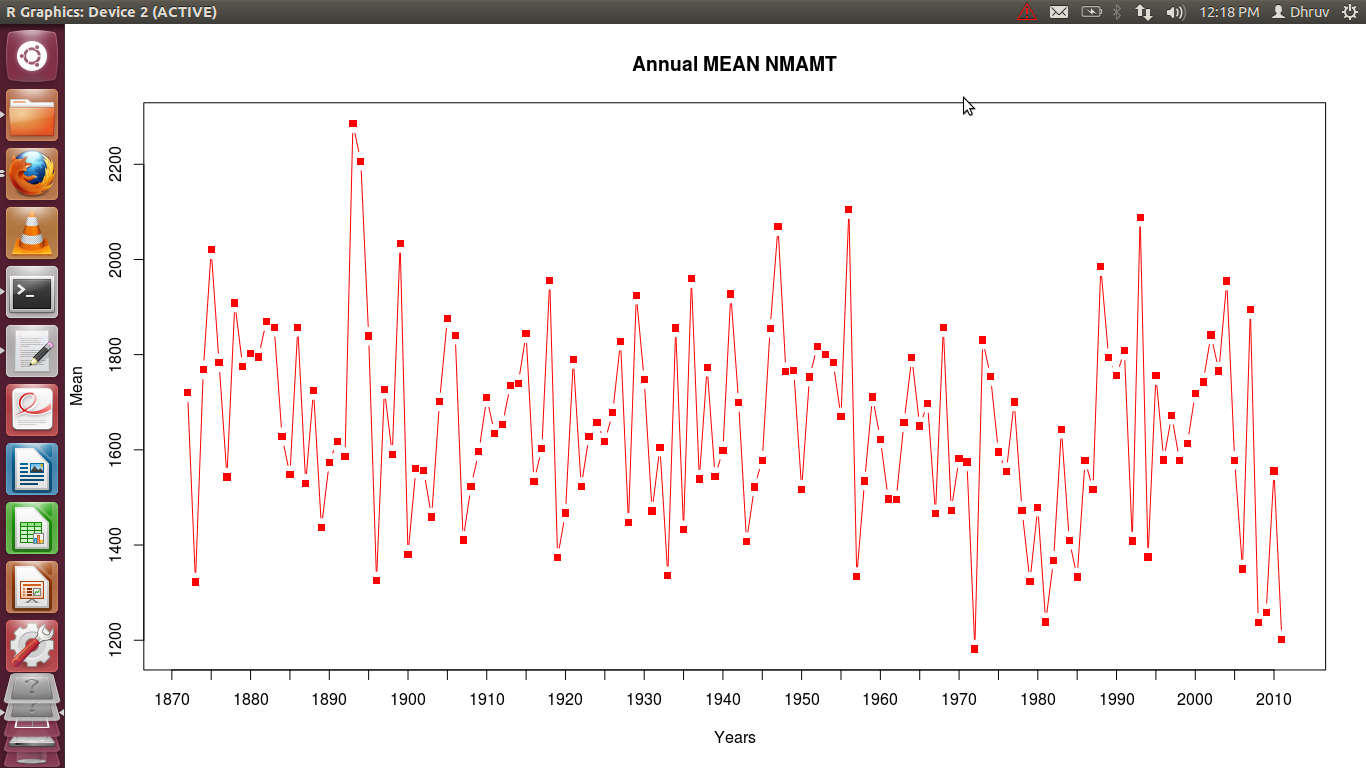 R Graphics: Device 2 (ACTIVE)
12:18 PM Dhruv
Annual MEAN NMAMT
2200
2000
1800
1600
1400
1200
Mean
1870 1880 1890 1900 1910 1920 1930 1940 1950 1960 1970 1980 1990 2000 2010
Years